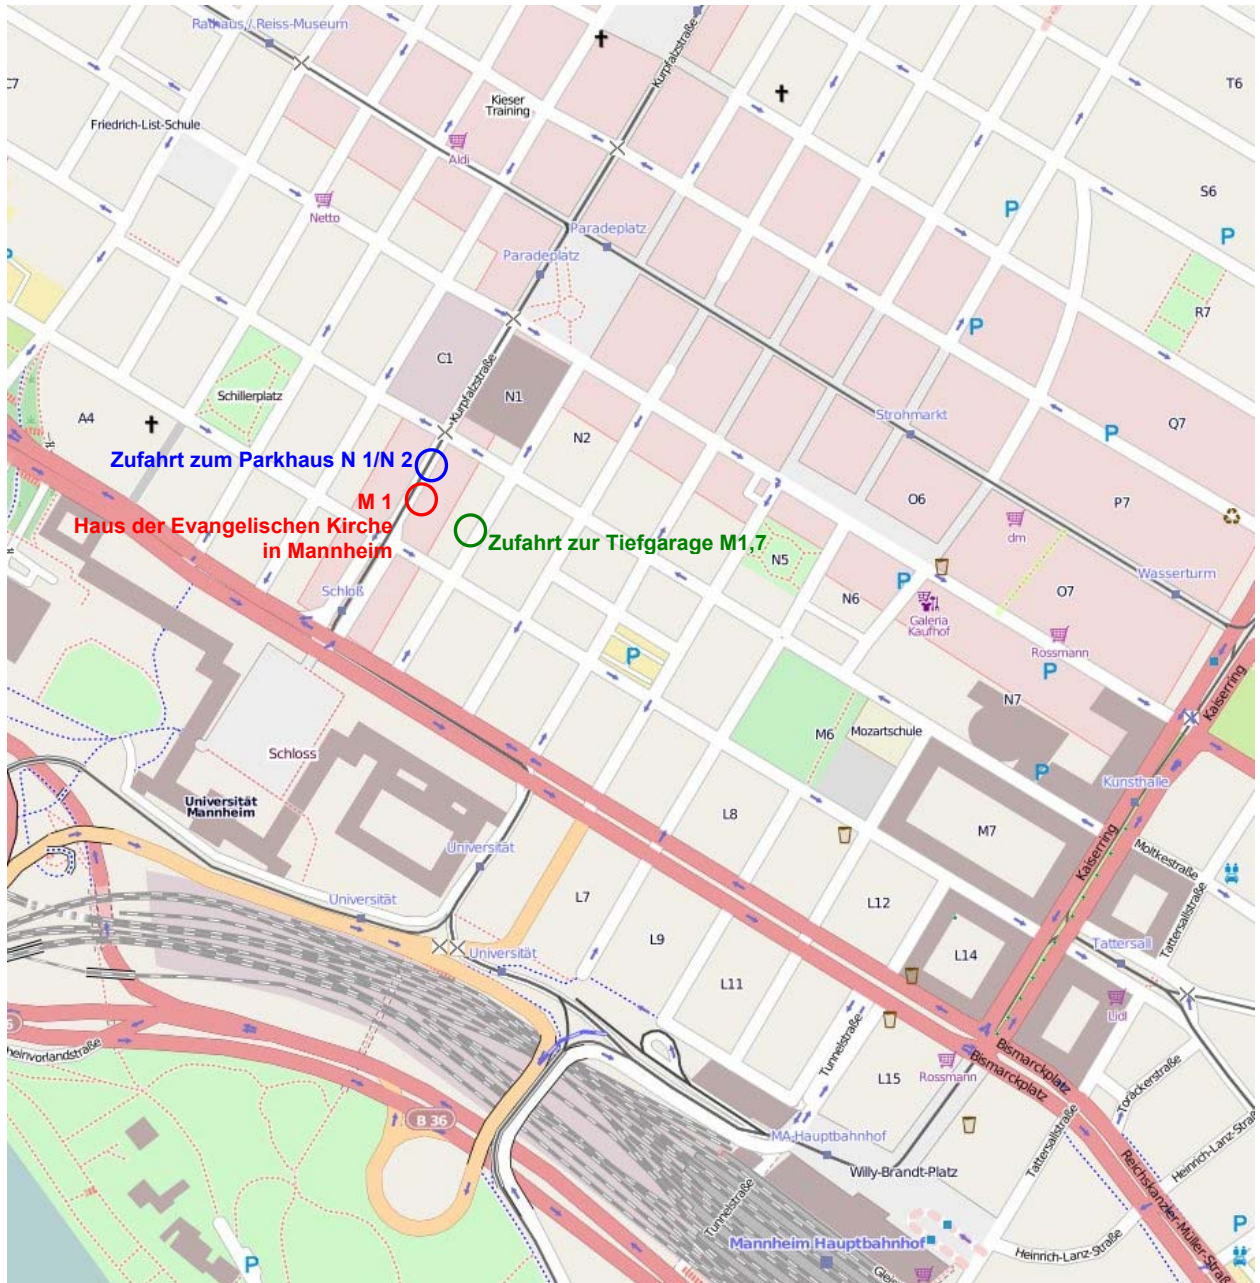 Rathaus / Reiss-Museum
Kurpfalzstraße
T6
C7
Kieser
Training
Friedrich-List-Schule
Aldi
S6
Netto
P
P
Paradeplatz
Paradeplatz
R7
P
C1
Kurpfalzstraße
Schillerplatz
N1
A4
Strohmarkt
Q7
P
N2
Zufahrt zum Parkhaus N 1/N 2
M 1
Haus der Evangelischen Kirche
in Mannheim
Zufahrt zur Tiefgarage M1,7
O6
P7
dm
N5
Wasserturm
P
Schloß
N6
Galeria
Kaufhof
O7
Rossmann
P
P
N7
Kaiserring
Schloss
M6
Mozartschule
P
Kunsthalle
Universität
Mannheim
L8
M7
Kaiserring
Moltkestraße
Universität
Universität
L7
L12
Tattersallstraße
Universität
L9
L14
Tattersall
L11
Lidl
Tunnelstraße
Bismarckplatz
Bismarckplatz
heinvorlandstraße
Rossmann
L15
Toräckerstraße
B 36
Tattersallstraße
MA-Hauptbahnhof
Willy-Brandt-Platz
Heinrich-Lanz-Straß
Reichskanzler-Müller-Straß
Tunnelstraße
P
Mannheim Hauptbahnhof
Heinrich-Lanz-Straße
P
Glei